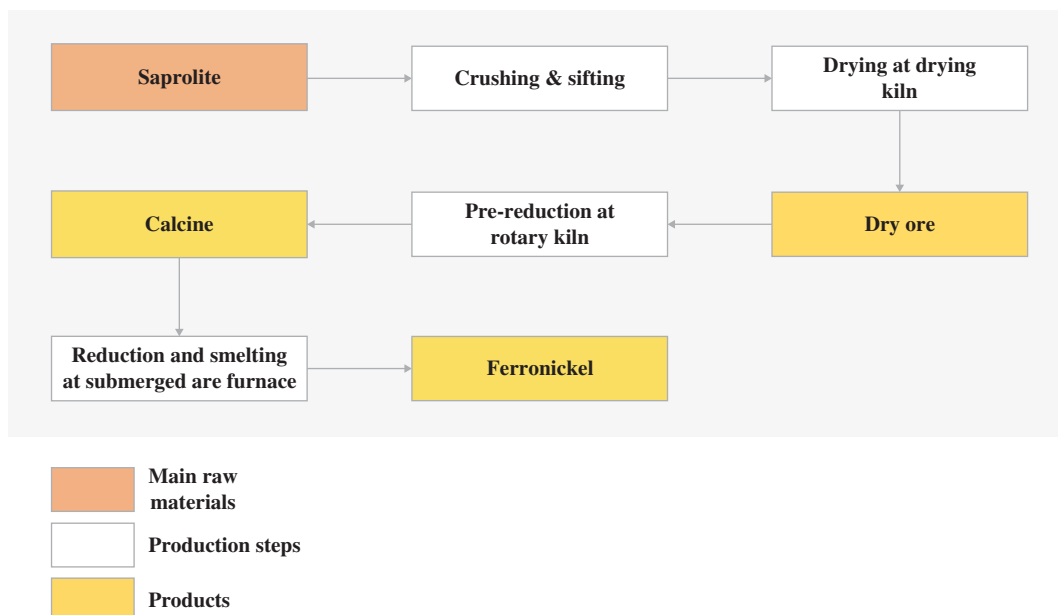 Saprolite
Crushing & sifting
Drying at drying
kiln
Calcine
Pre-reduction at
rotary kiln
Dry ore
Reduction and smelting
at submerged are furnace
Ferronickel
Main raw
materials
Production steps
Products